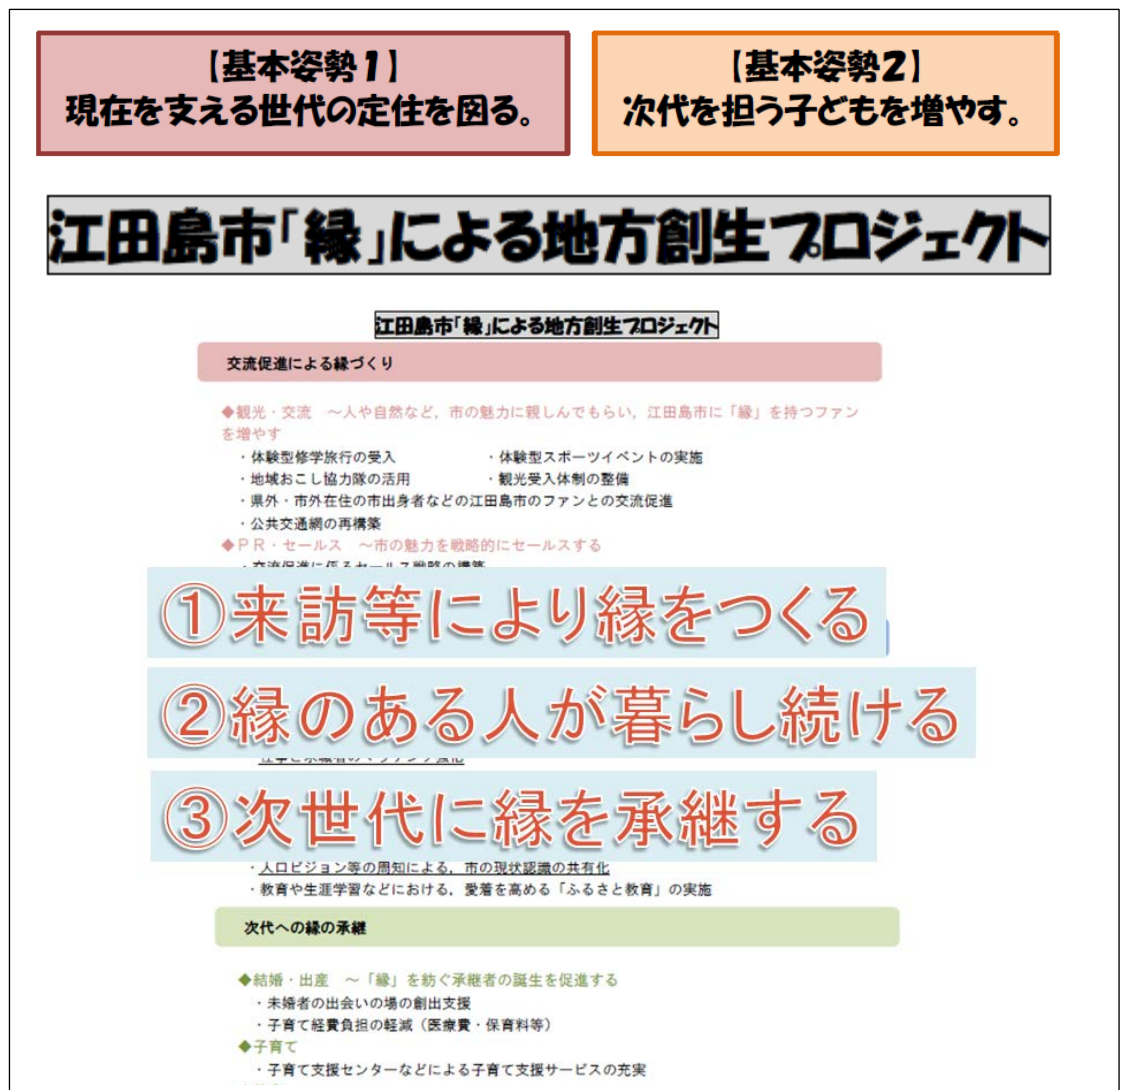 【基本姿勢1】
現在を支える世代の定住を図る。
【基本姿勢2】
次代を担う子どもを増やす。
江田島市「縁」による地方創生プロジェクト
江田島市「縁」による地方創生プロジェクト
交流促進による縁づくり
◆観光・交流 ～人や自然など，市の魅力に親しんでもらい，江田島市に「縁」を持つファン
を増やす
・体験型修学旅行の受入 ・体験型スポーツイベントの実施
・地域おこし協力隊の活用 ・観光受入体制の整備
・県外・市外在住の市出身者などの江田島市のファンとの交流促進
・公共交通網の再構築
◆ＰＲ・セールス ～市の魅力を戦略的にセールスする
・交流促進に係るセールス戦略の構築
①来訪等により縁をつくる
②縁のある人が暮らし続ける
③次世代に縁を承継する
・人口ビジョン等の周知による，市の現状認識の共有化
・教育や生涯学習などにおける，愛着を高める「ふるさと教育」の実施
次代への縁の承継
◆結婚・出産 ～「縁」を紡ぐ承継者の誕生を促進する
・未婚者の出会いの場の創出支援
・子育て経費負担の軽減（医療費・保育料等）
◆子育て
・子育て支援センターなどによる子育て支援サービスの充実